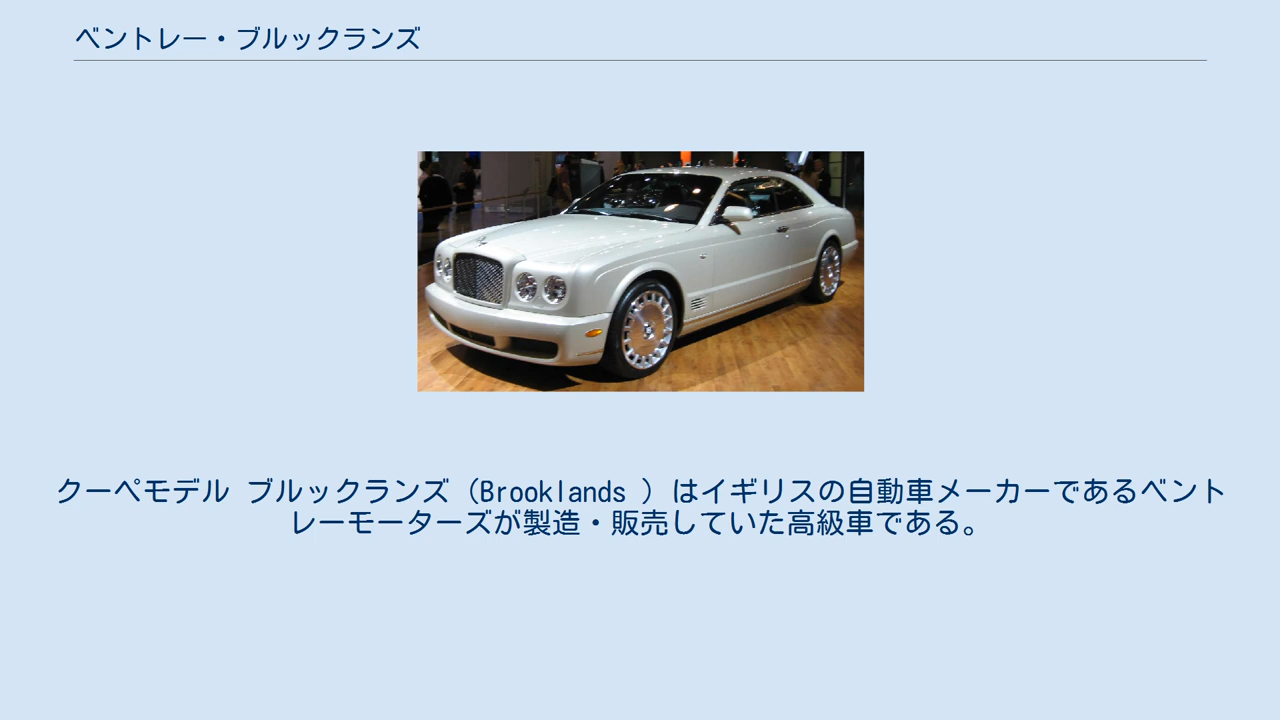 ベントレー・ブルックランズ
クーペモデル ブルックランズ（Brooklands ）はイギリスの自動車メーカーであるベント
レーモーターズが製造・販売していた高級車である。